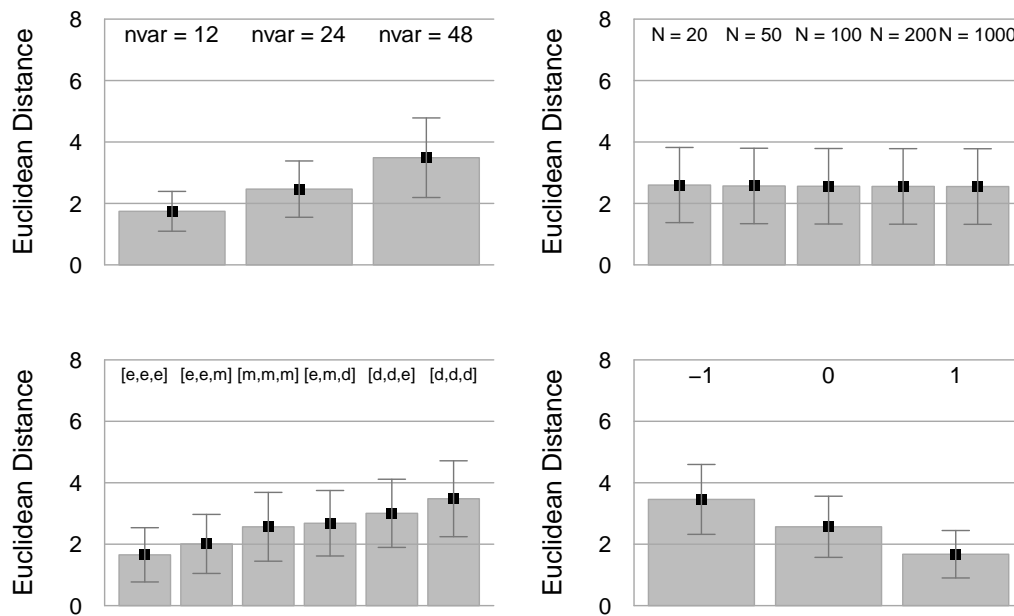 Euclidean Distance
8
6
4
2
0
nvar = 12 nvar = 24 nvar = 48
Euclidean Distance
8
6
4
2
0
N = 20 N = 50 N = 100 N = 200 N = 1000
Euclidean Distance
8
6
4
2
0
[e,e,e] [e,e,m] [m,m,m] [e,m,d] [d,d,e] [d,d,d]
Euclidean Distance
8
6
4
2
0
−1 0 1